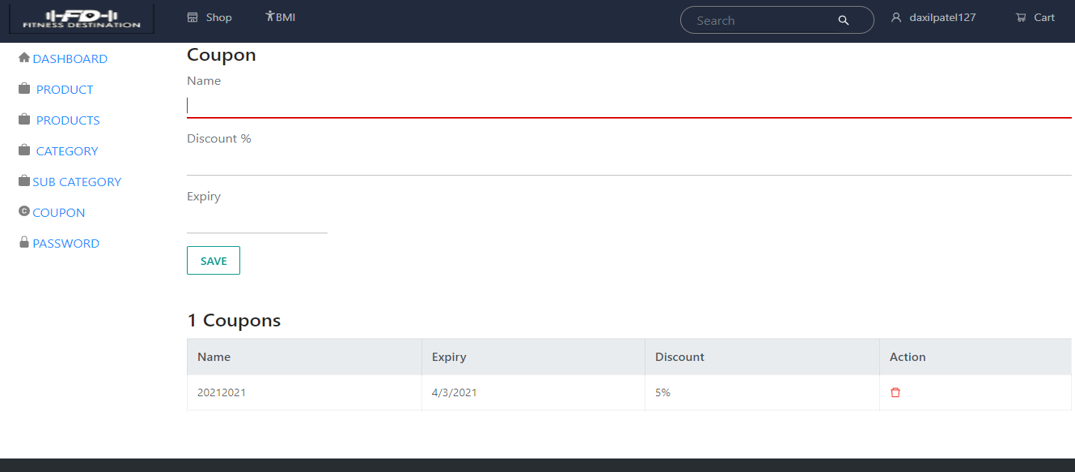 FD
FITNESS DESTINATION
Shop
BMI
Search
daxilpatel127
Cart
DASHBOARD
PRODUCT
PRODUCTS
CATEGORY
SUB CATEGORY
C COUPON
PASSWORD
Coupon
Name
Discount %
Expiry
SAVE
1 Coupons
Name Expiry Discount Action
20212021 4/3/2021 5%